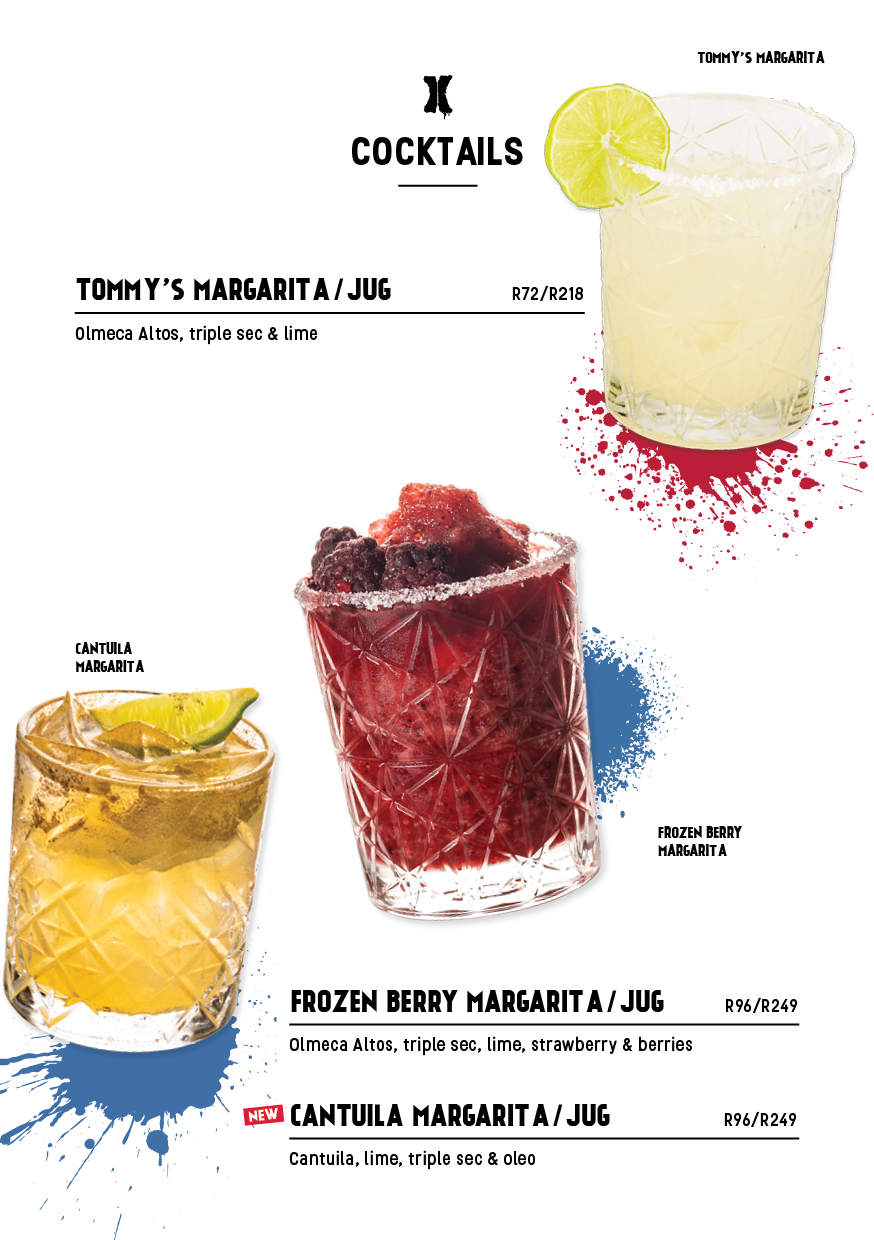 TOMMY'S MARGARITA
COCKTAILS
TOMMY'S MARGARITA/JUG R72/R218
Olmeca Altos, triple sec & lime
CANTUILA
MARGARITA
FROZEN BERRY
MARGARITA
FROZEN BERRY MARGARITA/JUG R96/R249
Olmeca Altos, triple sec, lime, strawberry & berries
NEW CANTUILA MARGARITA/JUG R96/R249
Cantuila, lime, triple sec & oleo